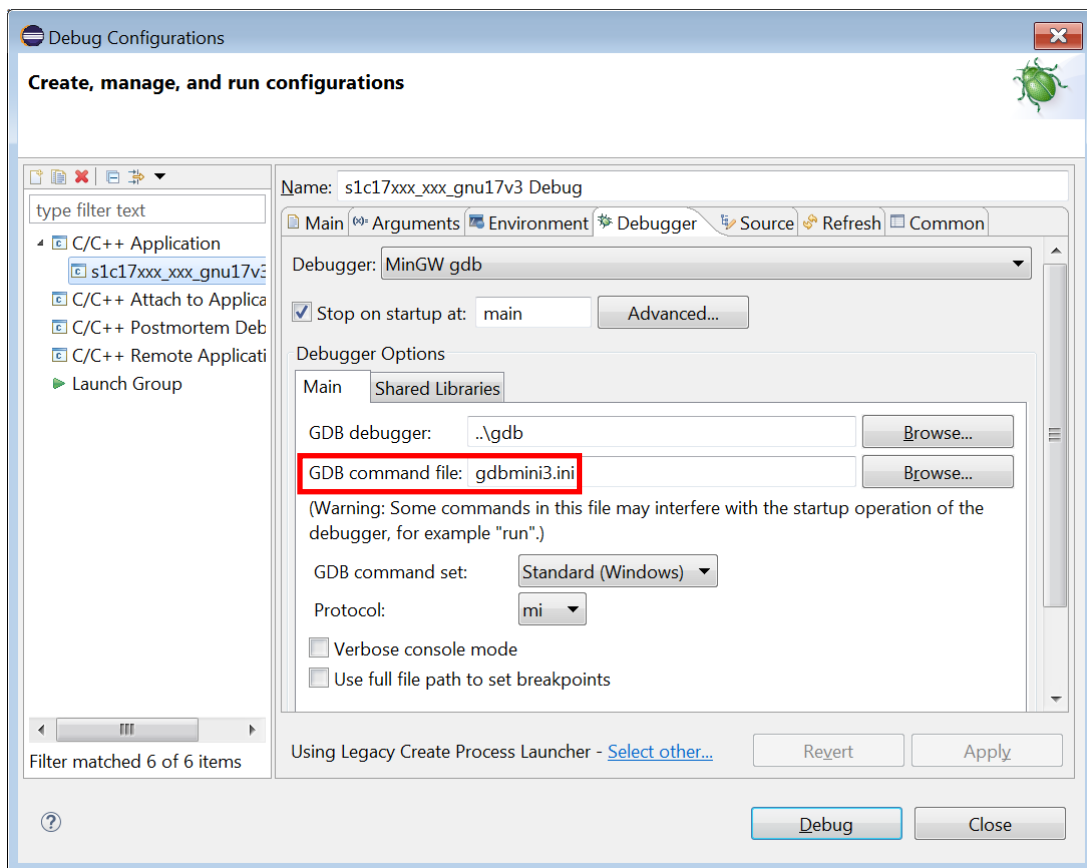 Debug Configurations
Create, manage, and run configurations
type filter text
C/C++ Application
s1c17xxx_xxx_gnu17v3
C/C++ Attach to Applica
C/C++ Postmortem Deb
C/C++ Remote Applicati
Launch Group
Filter matched 6 of 6 items
Name: s1c17xxx_xxx_gnu17v3 Debug
Main (x)= Arguments Environment Debugger Source Refresh Common
Debugger: MinGW gdb
Stop on startup at: main Advanced...
Debugger Options
Main Shared Libraries
GDB debugger: ..\gdb Browse...
GDB command file: gdbmini3.ini Browse...
(Warning: Some commands in this file may interfere with the startup operation of the
debugger, for example "run".)
GDB command set: Standard (Windows)
Protocol: mi
Verbose console mode
Use full file path to set breakpoints
Using Legacy Create Process Launcher - Select other... Revert Apply
Debug Close